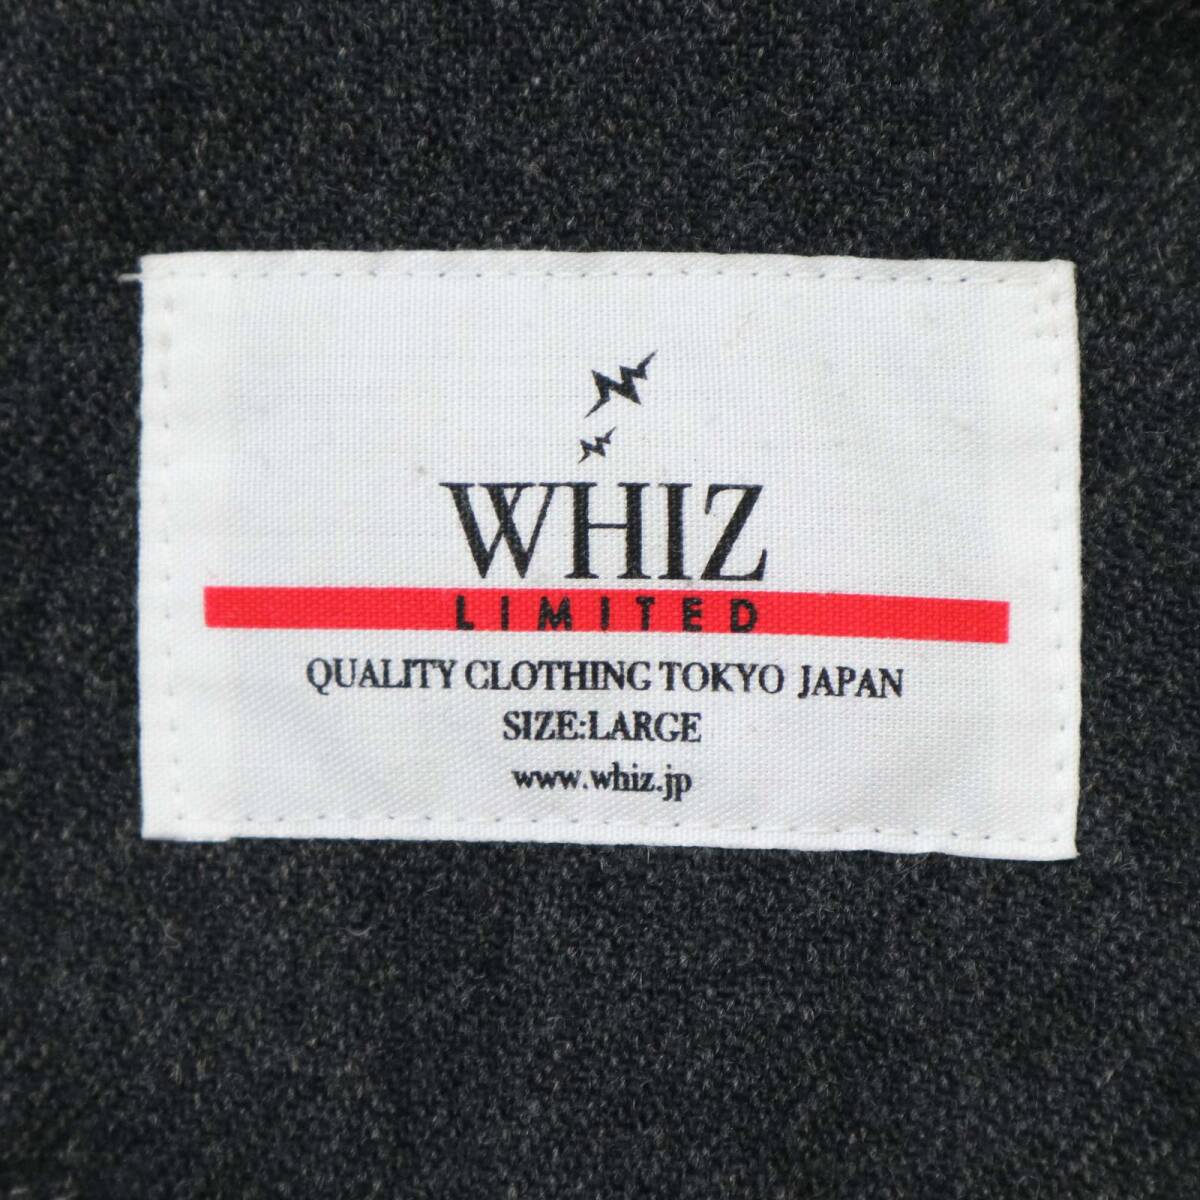 WHIZ
LIMITED
QUALITY CLOTHING TOKYO JAPAN
SIZE:LARGE
www.whiz.jp